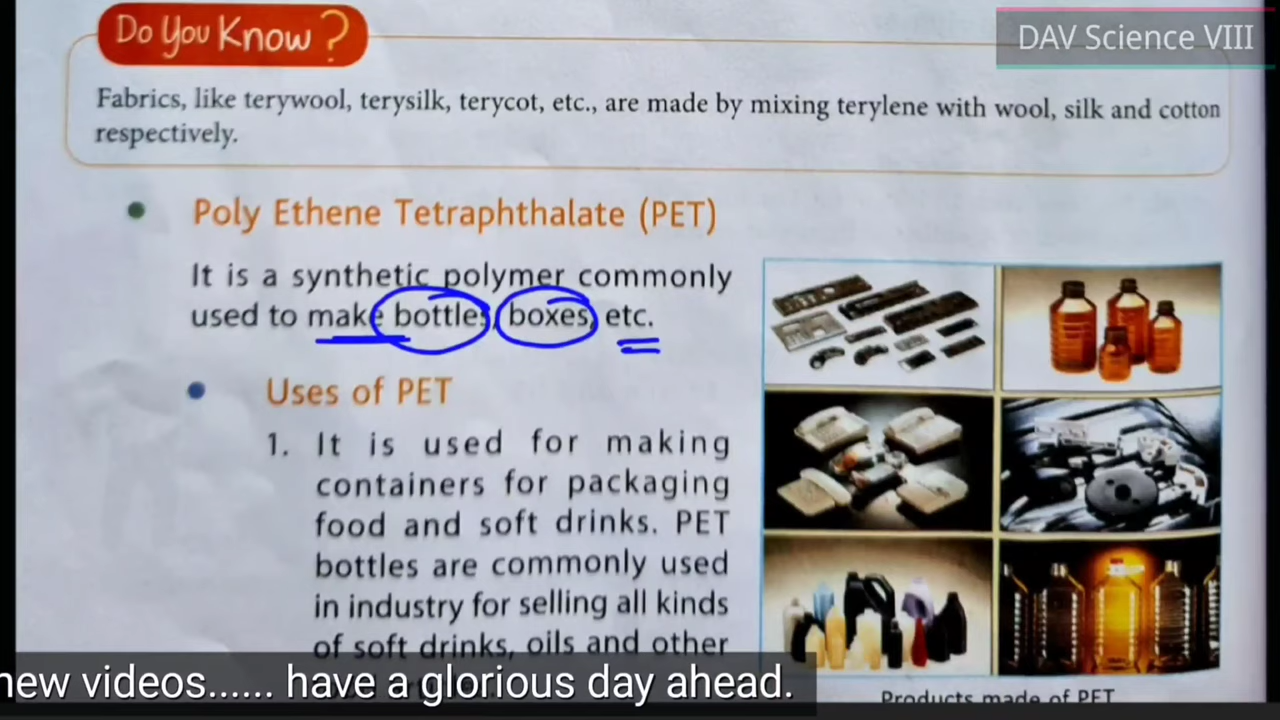 Do You Know?
DAV Science VIII
Fabrics, like terywool, terysilk, terycot, etc., are made by mixing terylene with wool, silk and cotton
respectively.
Poly Ethene Tetraphthalate (PET)
It is a synthetic polymer commonly
used to make bottles, boxes, etc.
Uses of PET
1. It is used for making
containers for packaging
food and soft drinks. PET
bottles are commonly used
in industry for selling all kinds
of soft drinks, oils and other
new videos...... have a glorious day ahead.
Products made of PET